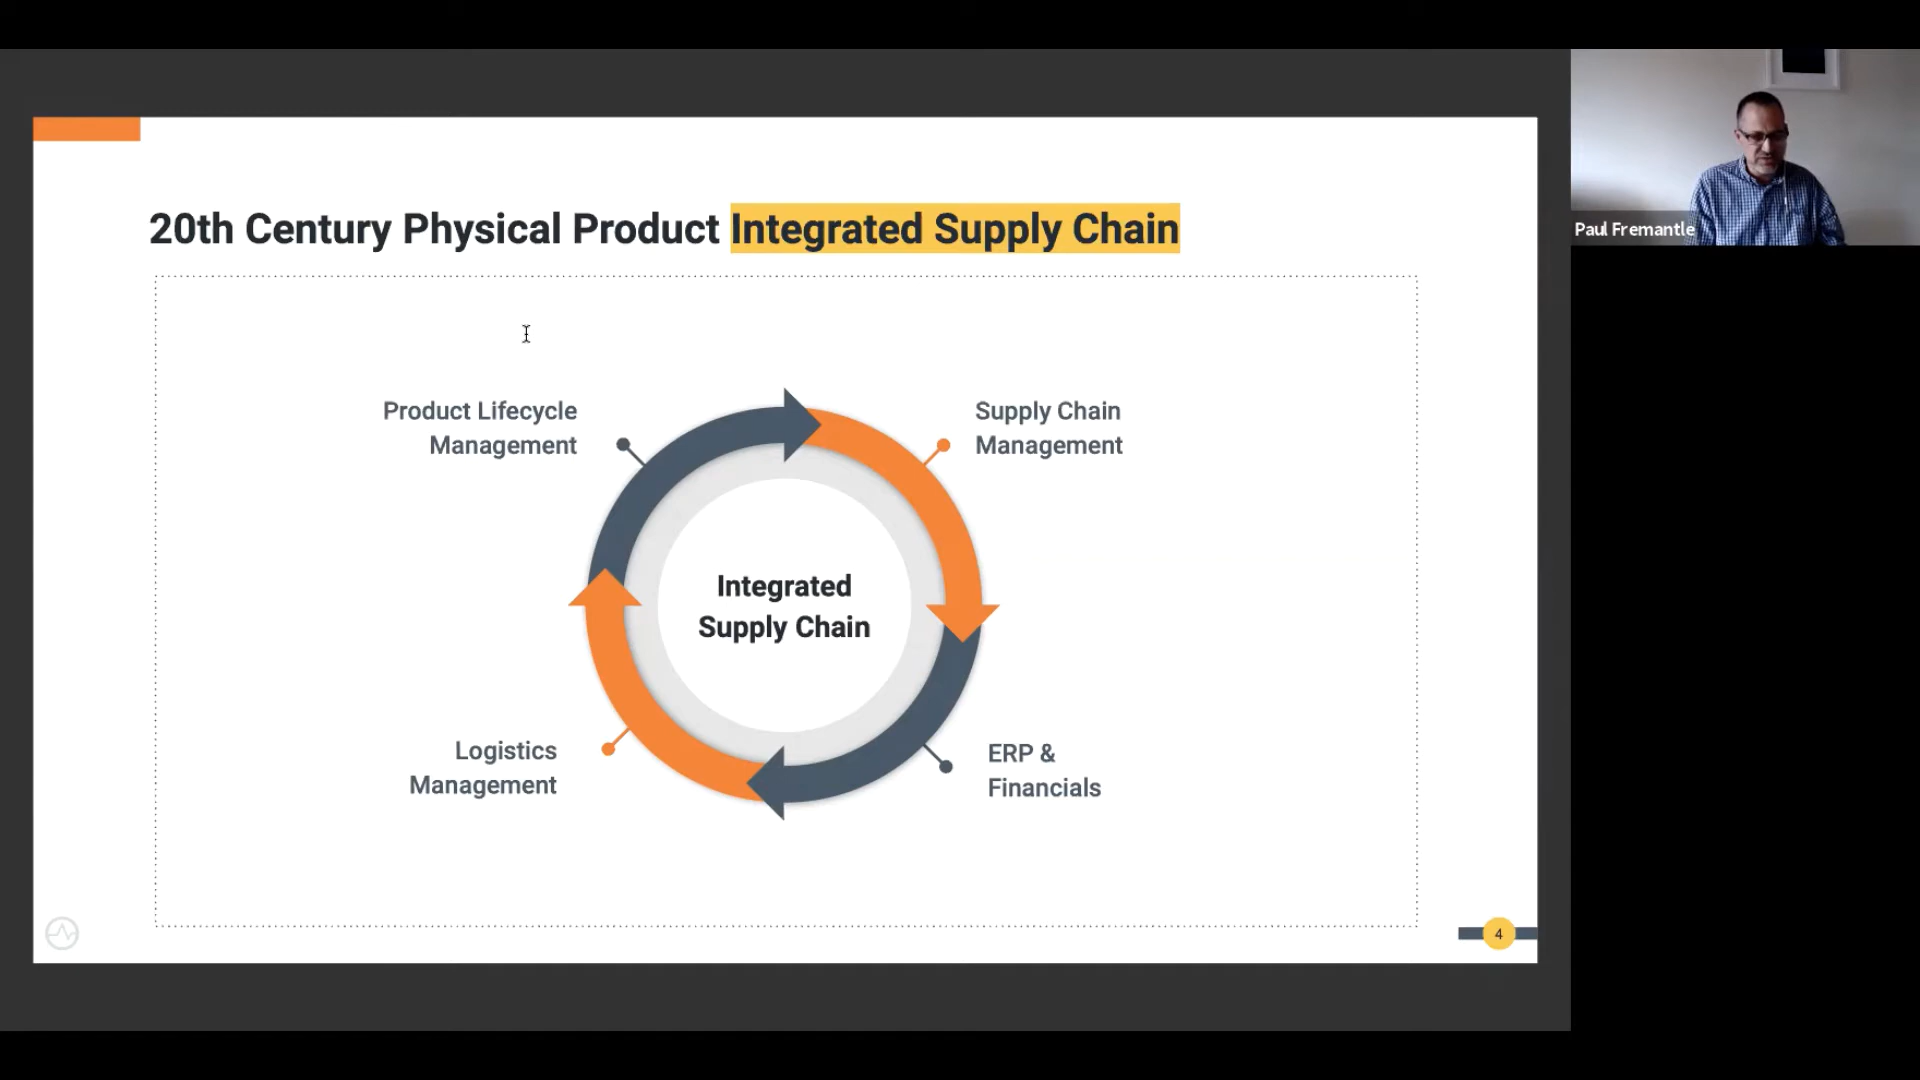 20th Century Physical Product Integrated Supply Chain
Product Lifecycle
Management
Supply Chain
Management
Integrated
Supply Chain
Logistics
Management
ERP &
Financials
4
Paul Fremantle